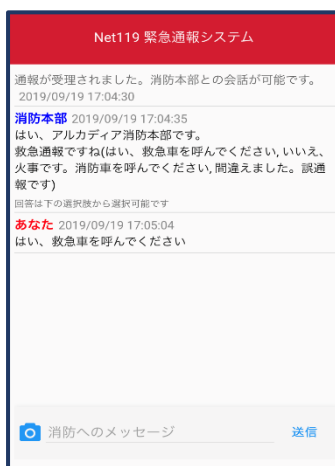 Net119 緊急通報システム
通報が受理されました。消防本部との会話が可能です。
2019/09/19 17:04:30
消防本部 2019/09/19 17:04:35
はい、アルカディア消防本部です。
救急通報ですね(はい、救急車を呼んでください,いいえ、
火事です。消防車を呼んでください,間違えました。誤通
報です)
回答は下の選択肢から選択可能です
あなた 2019/09/19 17:05:04
はい、救急車を呼んでください
消防へのメッセージ
送信